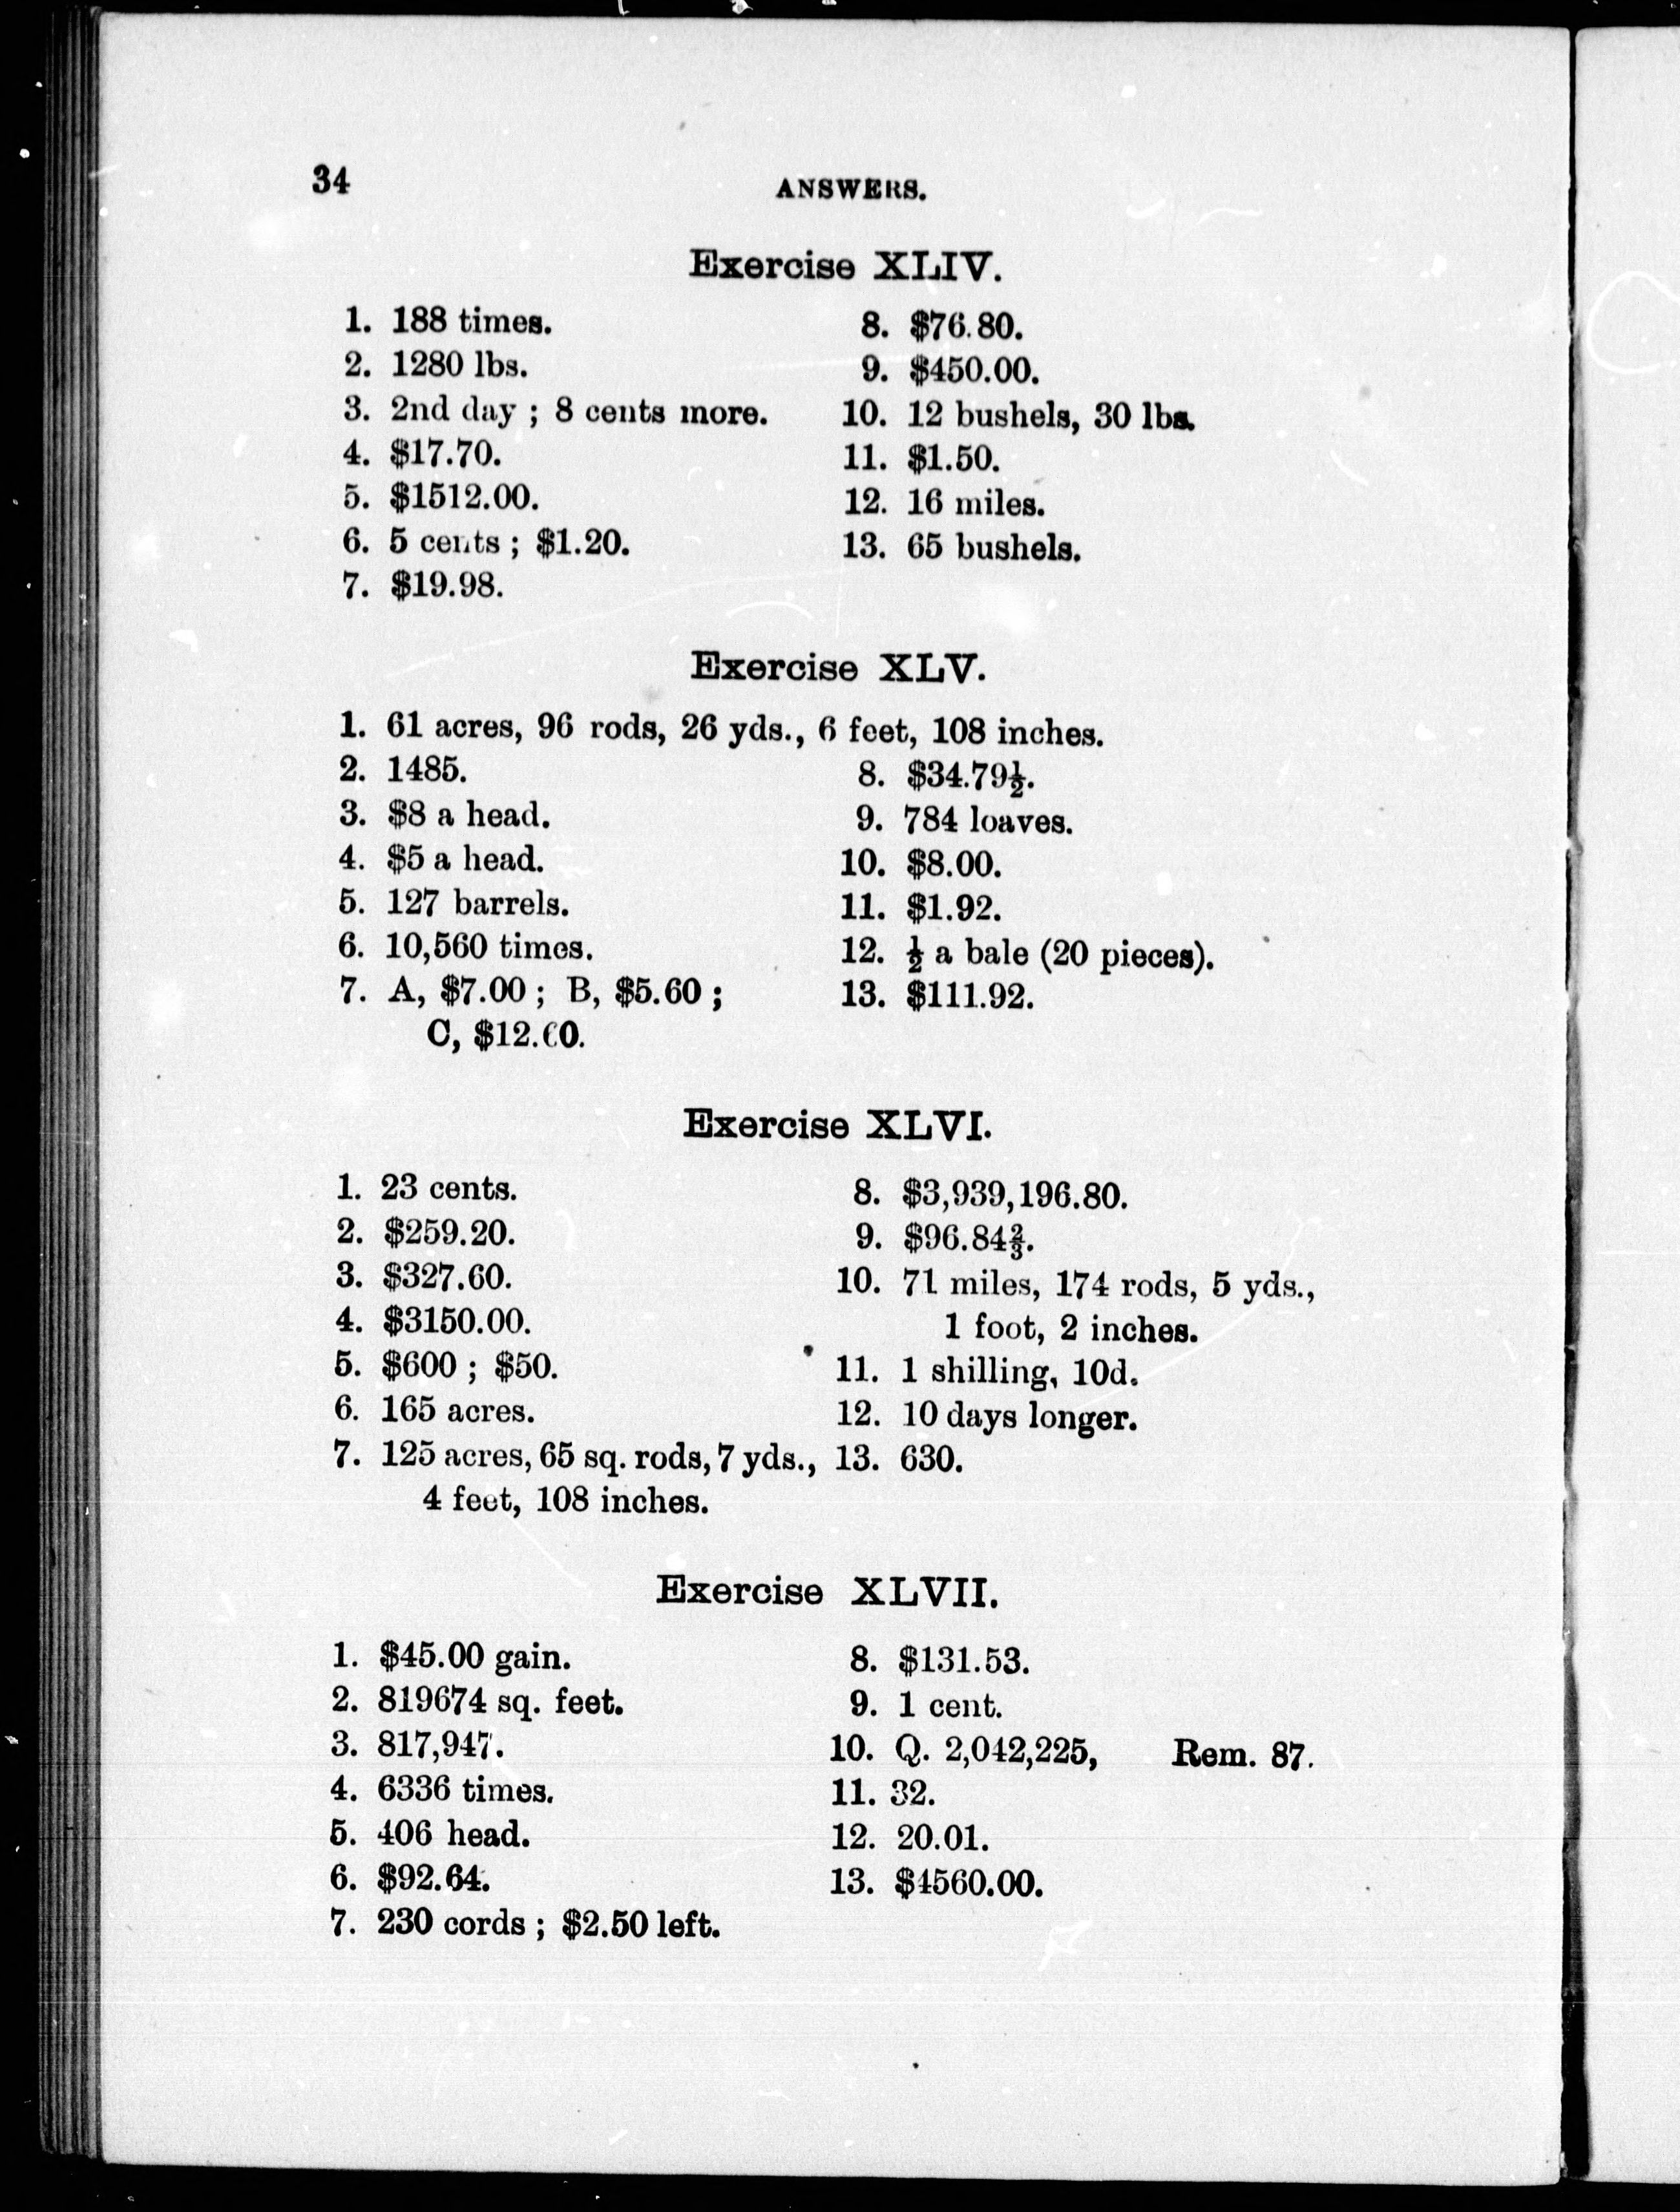 34
ANSWERS.
Exercise XLIV.
1. 188 times.
2. 1280 lbs.
3. 2nd day ; 8 cents more.
4. $17.70.
5. $1512.00.
6. 5 cents ; $1.20.
7. $19.98.
8. $76.80.
9. $450.00.
10. 12 bushels, 30 lbs.
11. $1.50.
12. 16 miles.
13. 65 bushels.
Exercise XLV.
1. 61 acres, 96 rods, 26 yds., 6 feet, 108 inches.
2. 1485.
3. $8 a head.
4. $5 a head.
5. 127 barrels.
6. 10,560 times.
7. A, $7.00 ; B, $5.60 ;
C, $12.60.
8. $34.79½.
9. 784 loaves.
10. $8.00.
11. $1.92.
12. ½ a bale (20 pieces).
13. $111.92.
Exercise XLVI.
1. 23 cents.
2. $259.20.
3. $327.60.
4. $3150.00.
5. $600 ; $50.
6. 165 acres.
7. 125 acres, 65 sq. rods, 7 yds.,
4 feet, 108 inches.
8. $3,939,196.80.
9. $96.84⅔.
10. 71 miles, 174 rods, 5 yds.,
1 foot, 2 inches.
11. 1 shilling, 10d.
12. 10 days longer.
13. 630.
Exercise XLVII.
1. $45.00 gain.
2. 819674 sq. feet.
3. 817,947.
4. 6336 times.
5. 406 head.
6. $92.64.
7. 230 cords ; $2.50 left.
8. $131.53.
9. 1 cent.
10. Q. 2,042,225, Rem. 87.
11. 32.
12. 20.01.
13. $4560.00.